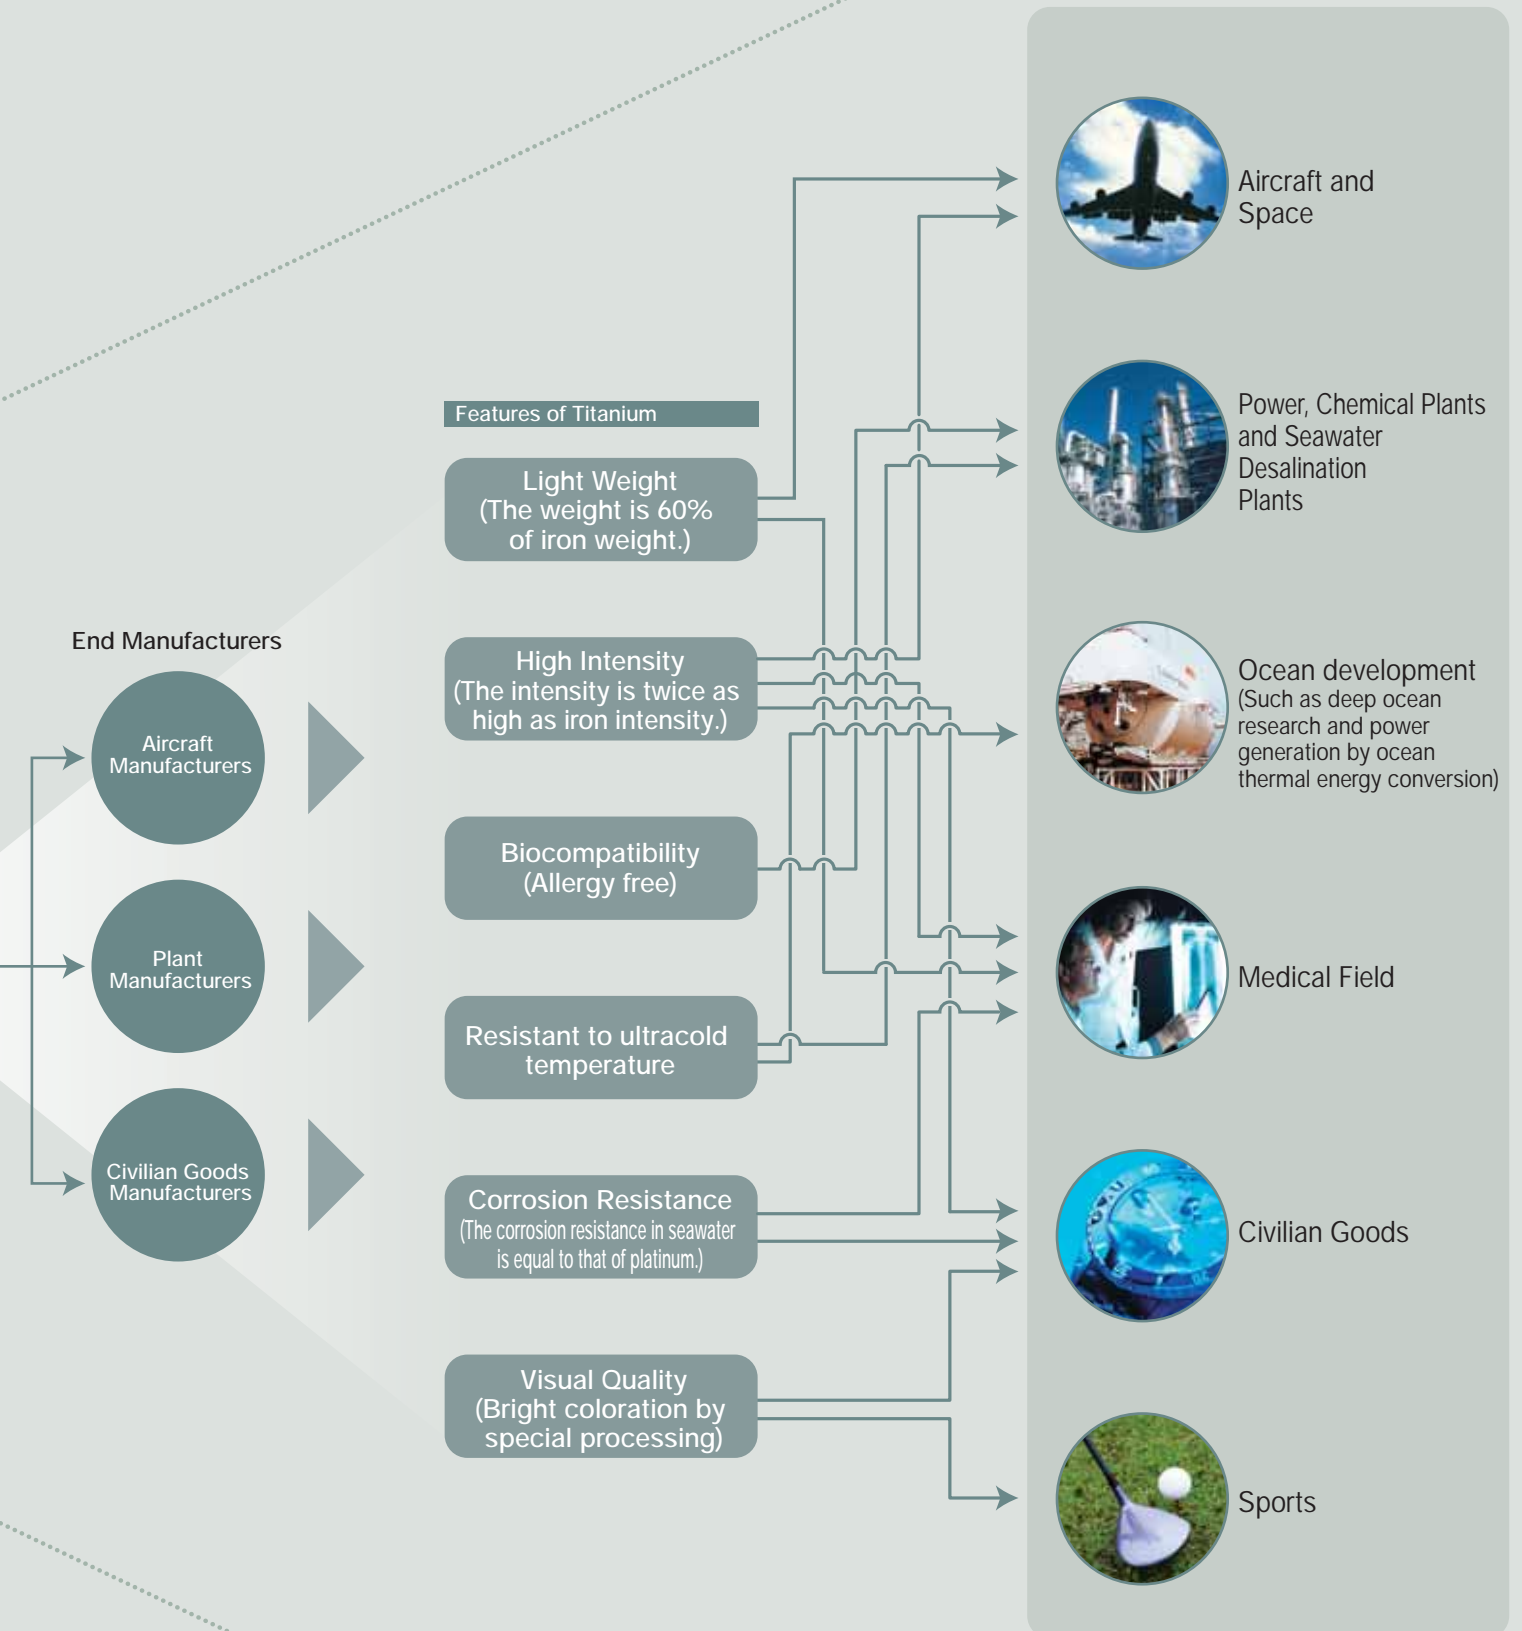 End Manufacturers
Aircraft
Manufacturers
Plant
Manufacturers
Civilian Goods
Manufacturers
Features of Titanium
Light Weight
(The weight is 60%
of iron weight.)
High Intensity
(The intensity is twice as
high as iron intensity.)
Biocompatibility
(Allergy free)
Resistant to ultracold
temperature
Corrosion Resistance
(The corrosion resistance in seawater
is equal to that of platinum.)
Visual Quality
(Bright coloration by
special processing)
Aircraft and
Space
Power, Chemical Plants
and Seawater
Desalination
Plants
Ocean development
(Such as deep ocean
research and power
generation by ocean
thermal energy conversion)
Medical Field
Civilian Goods
Sports